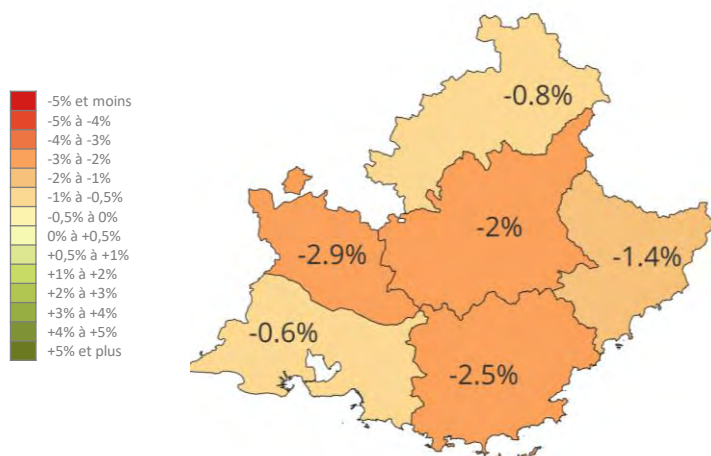 -5% et moins
-5% à -4%
-4% à -3%
-3% à -2%
-2% à -1%
-1% à -0,5%
-0,5% à 0%
0% à +0,5%
+0,5% à +1%
+1% à +2%
+2% à +3%
+3% à +4%
+4% à +5%
+5% et plus
-0.8%
-2%
-2.9%
-1.4%
-0.6%
-2.5%